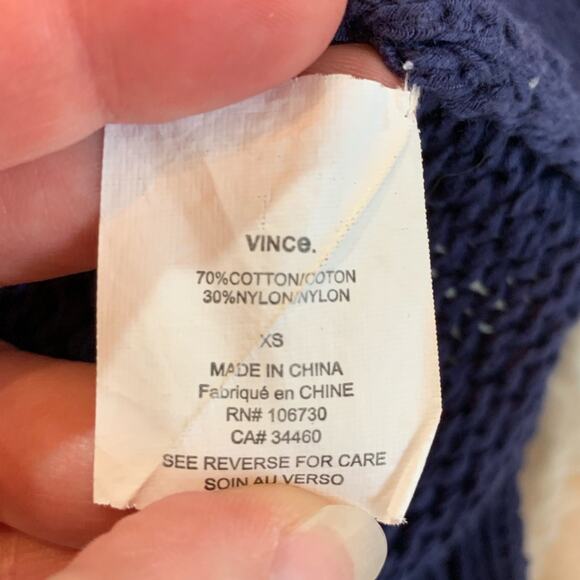 VINCe.
70%COTTON/COTON
30%NYLON/NYLON
XS
MADE IN CHINA
Fabriqué en CHINE
RN# 106730
CA# 34460
SEE REVERSE FOR CARE
SOIN AU VERSO